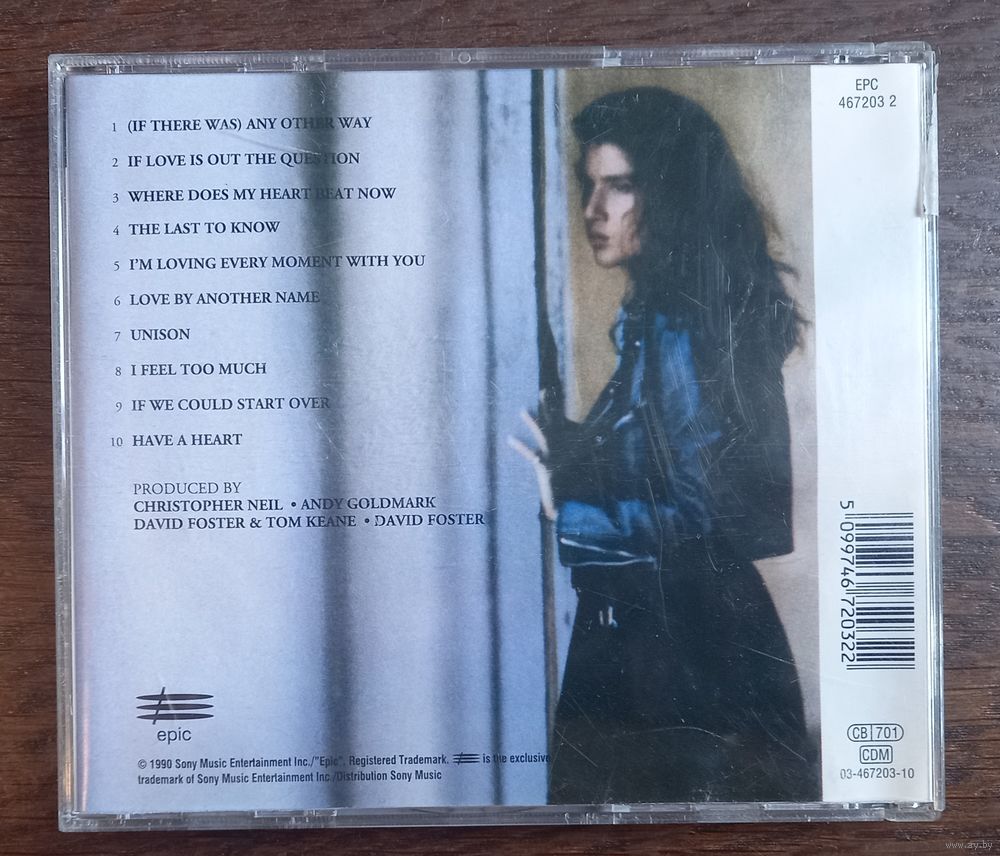 1 (IF THERE WAS) ANY OTHER WAY
2 IF LOVE IS OUT THE QUESTION
3 WHERE DOES MY HEART BEAT NOW
4 THE LAST TO KNOW
5 I'M LOVING EVERY MOMENT WITH YOU
6 LOVE BY ANOTHER NAME
7 UNISON
8 I FEEL TOO MUCH
9 IF WE COULD START OVER
10 HAVE A HEART
PRODUCED BY
CHRISTOPHER NEIL • ANDY GOLDMARK
DAVID FOSTER & TOM KEANE • DAVID FOSTER
epic
© 1990 Sony Music Entertainment Inc./"Epic". Registered Trademark. is the exclusive
trademark of Sony Music Entertainment Inc./Distribution Sony Music
EPC
467203 2
5 099746 720322
CB 701
CDM
03-467203-10
www.ay.by